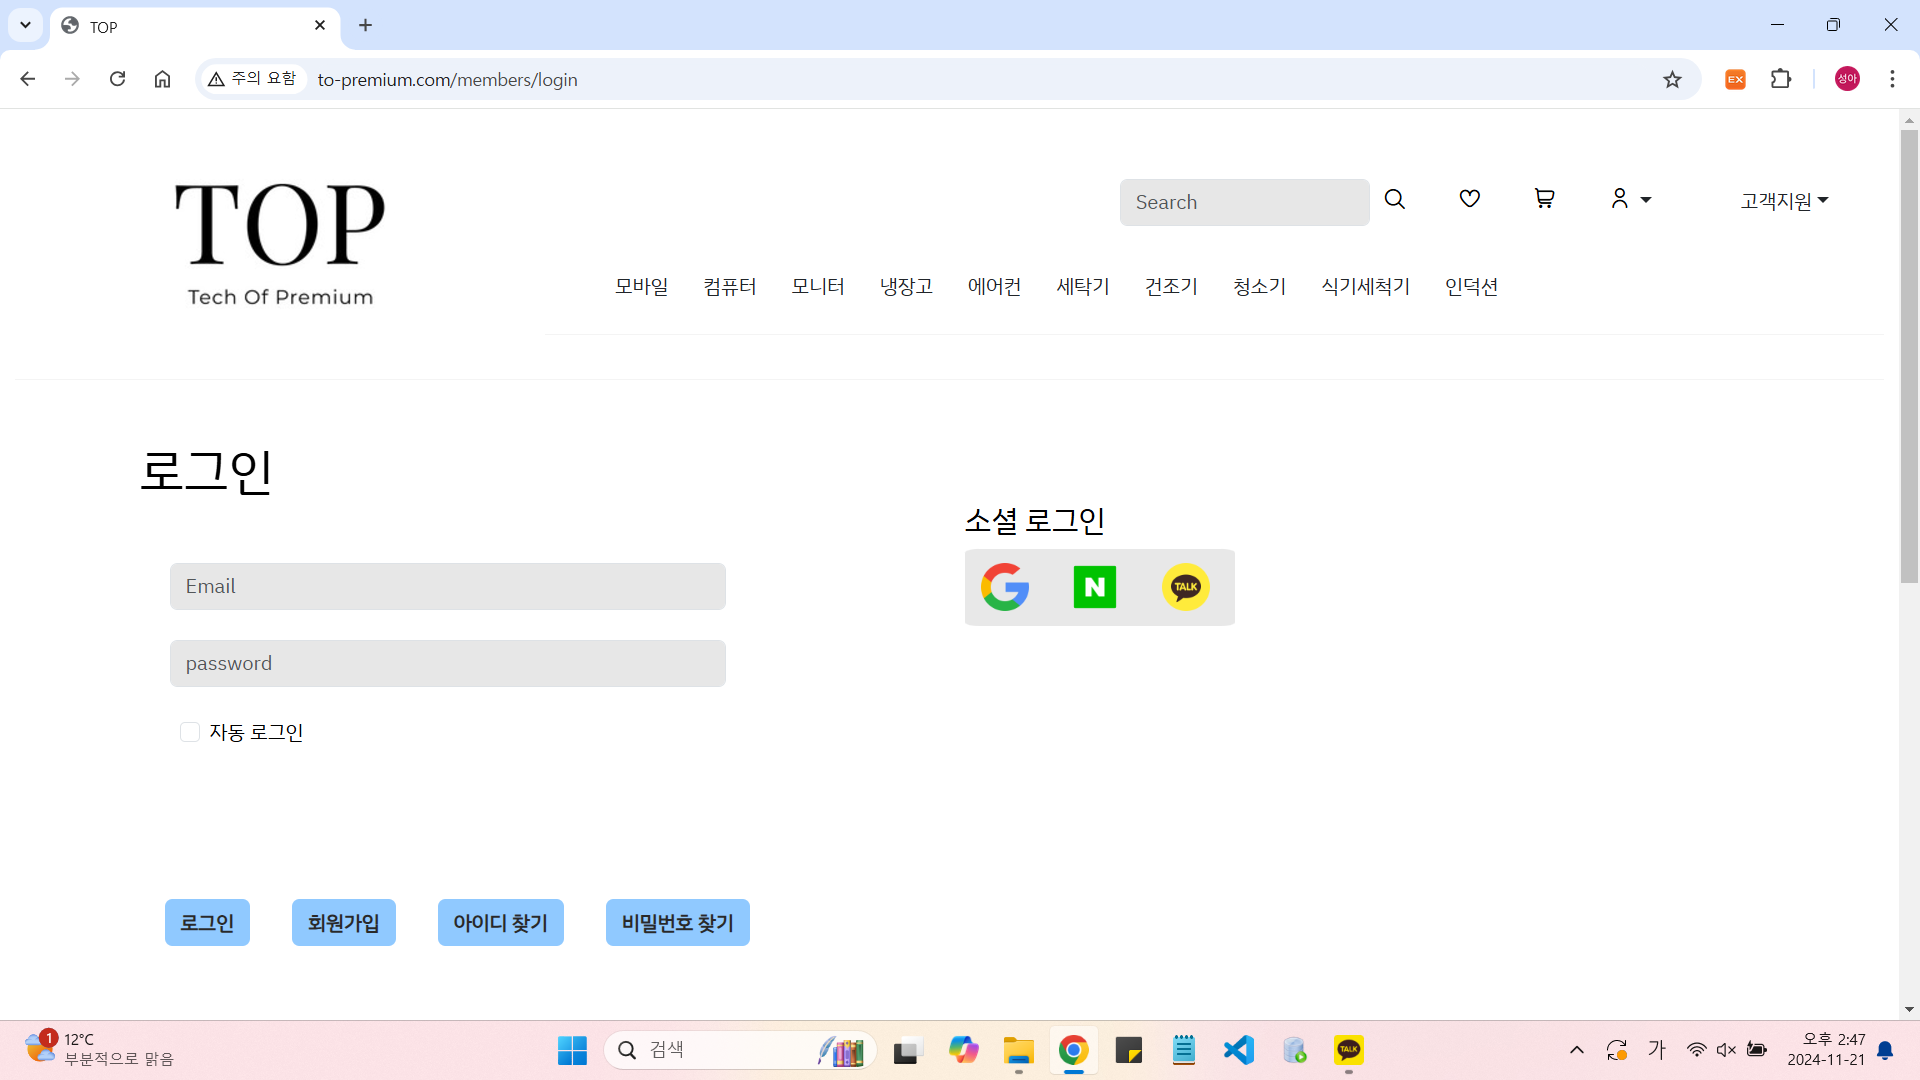 TOP
주의 요함 to-premium.com/members/login
EX
성아
TOP
Tech Of Premium
Search
고객지원
모바일 컴퓨터 모니터 냉장고 에어컨 세탁기 건조기 청소기 식기세척기 인덕션
로그인
소셜 로그인
N
TALK
Email
password
자동 로그인
로그인 회원가입 아이디 찾기 비밀번호 찾기
1
12°C
부분적으로 맑음
검색
TALK
가
오후 2:47
2024-11-21